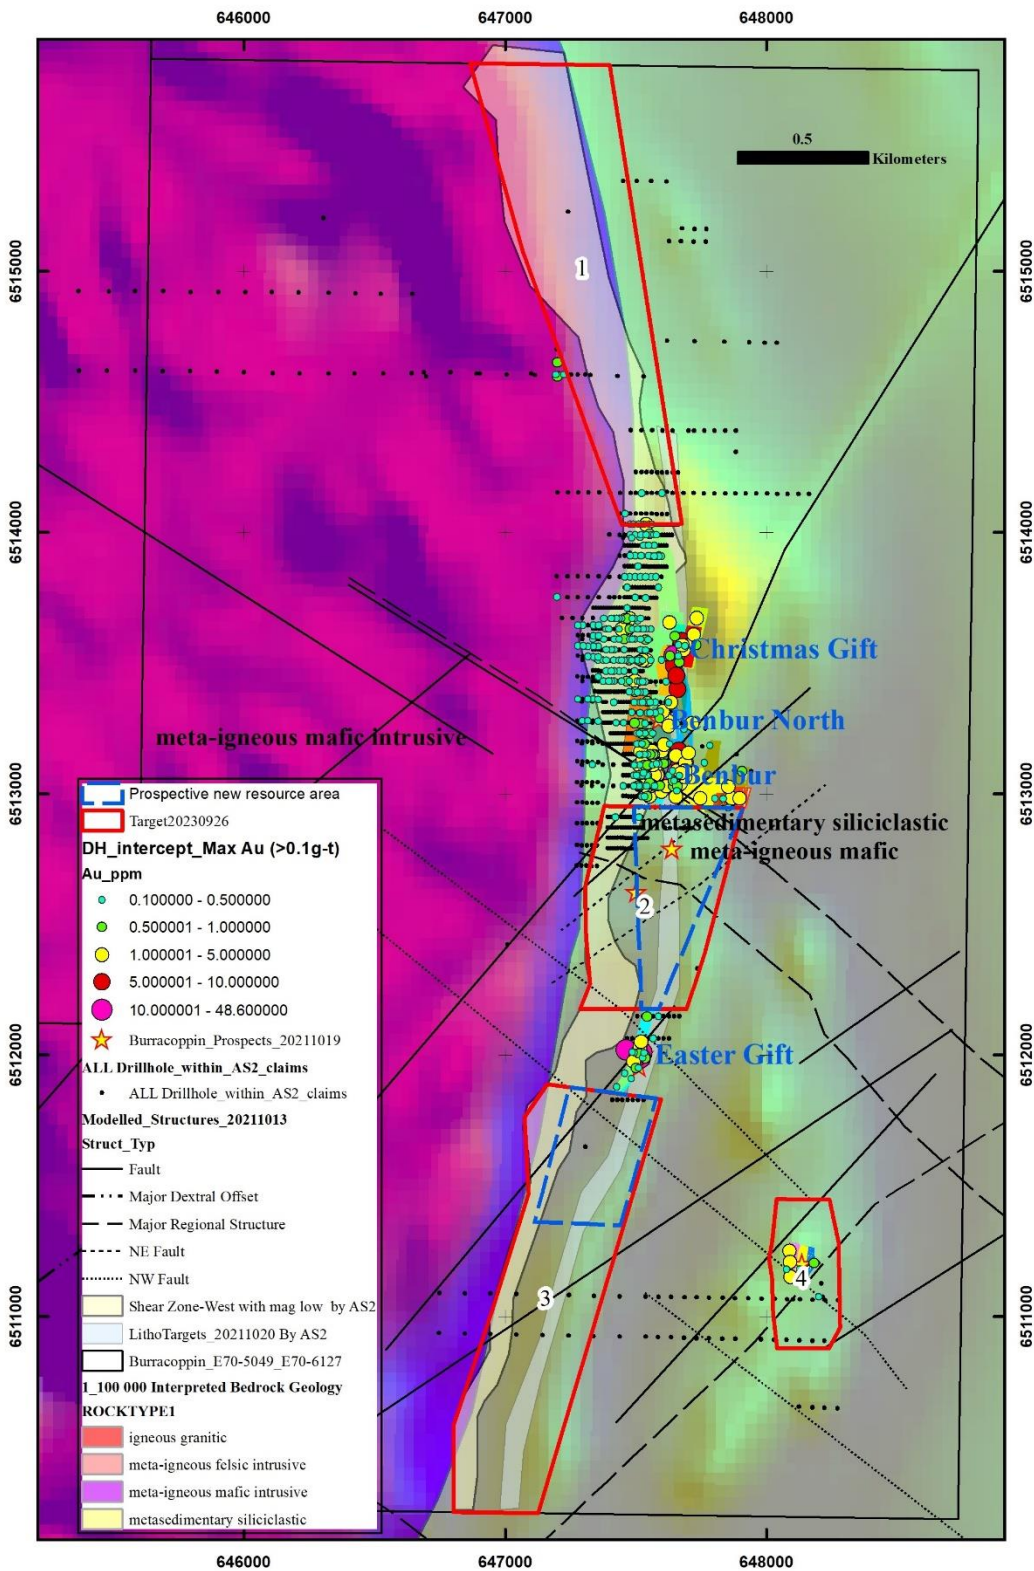 646000 647000 648000
0.5
Kilometers
6515000 6515000
1
6514000 6514000
Christmas Gift
Benbur North
meta-igneous mafic intrusive
Benbur
6513000 6513000
metasedimentary siliciclastic
meta-igneous mafic
2
6512000 6512000
Easter Gift
3
4
6511000 6511000
Prospective new resource area
Target20230926
DH_intercept_Max Au (>0.1g-t)
Au_ppm
0.100000 - 0.500000
0.500001 - 1.000000
1.000001 - 5.000000
5.000001 - 10.000000
10.000001 - 48.600000
Burracoppin_Prospects_20211019
ALL Drillhole_within_AS2_claims
ALL Drillhole_within_AS2_claims
Modelled_Structures_20211013
Struct_Typ
Fault
Major Dextral Offset
Major Regional Structure
NE Fault
NW Fault
Shear Zone-West with mag low by AS2
LithoTargets_20211020 By AS2
Burracoppin_E70-5049_E70-6127
1_100 000 Interpreted Bedrock Geology
ROCKTYPE1
igneous granitic
meta-igneous felsic intrusive
meta-igneous mafic intrusive
metasedimentary siliciclastic
646000 647000 648000